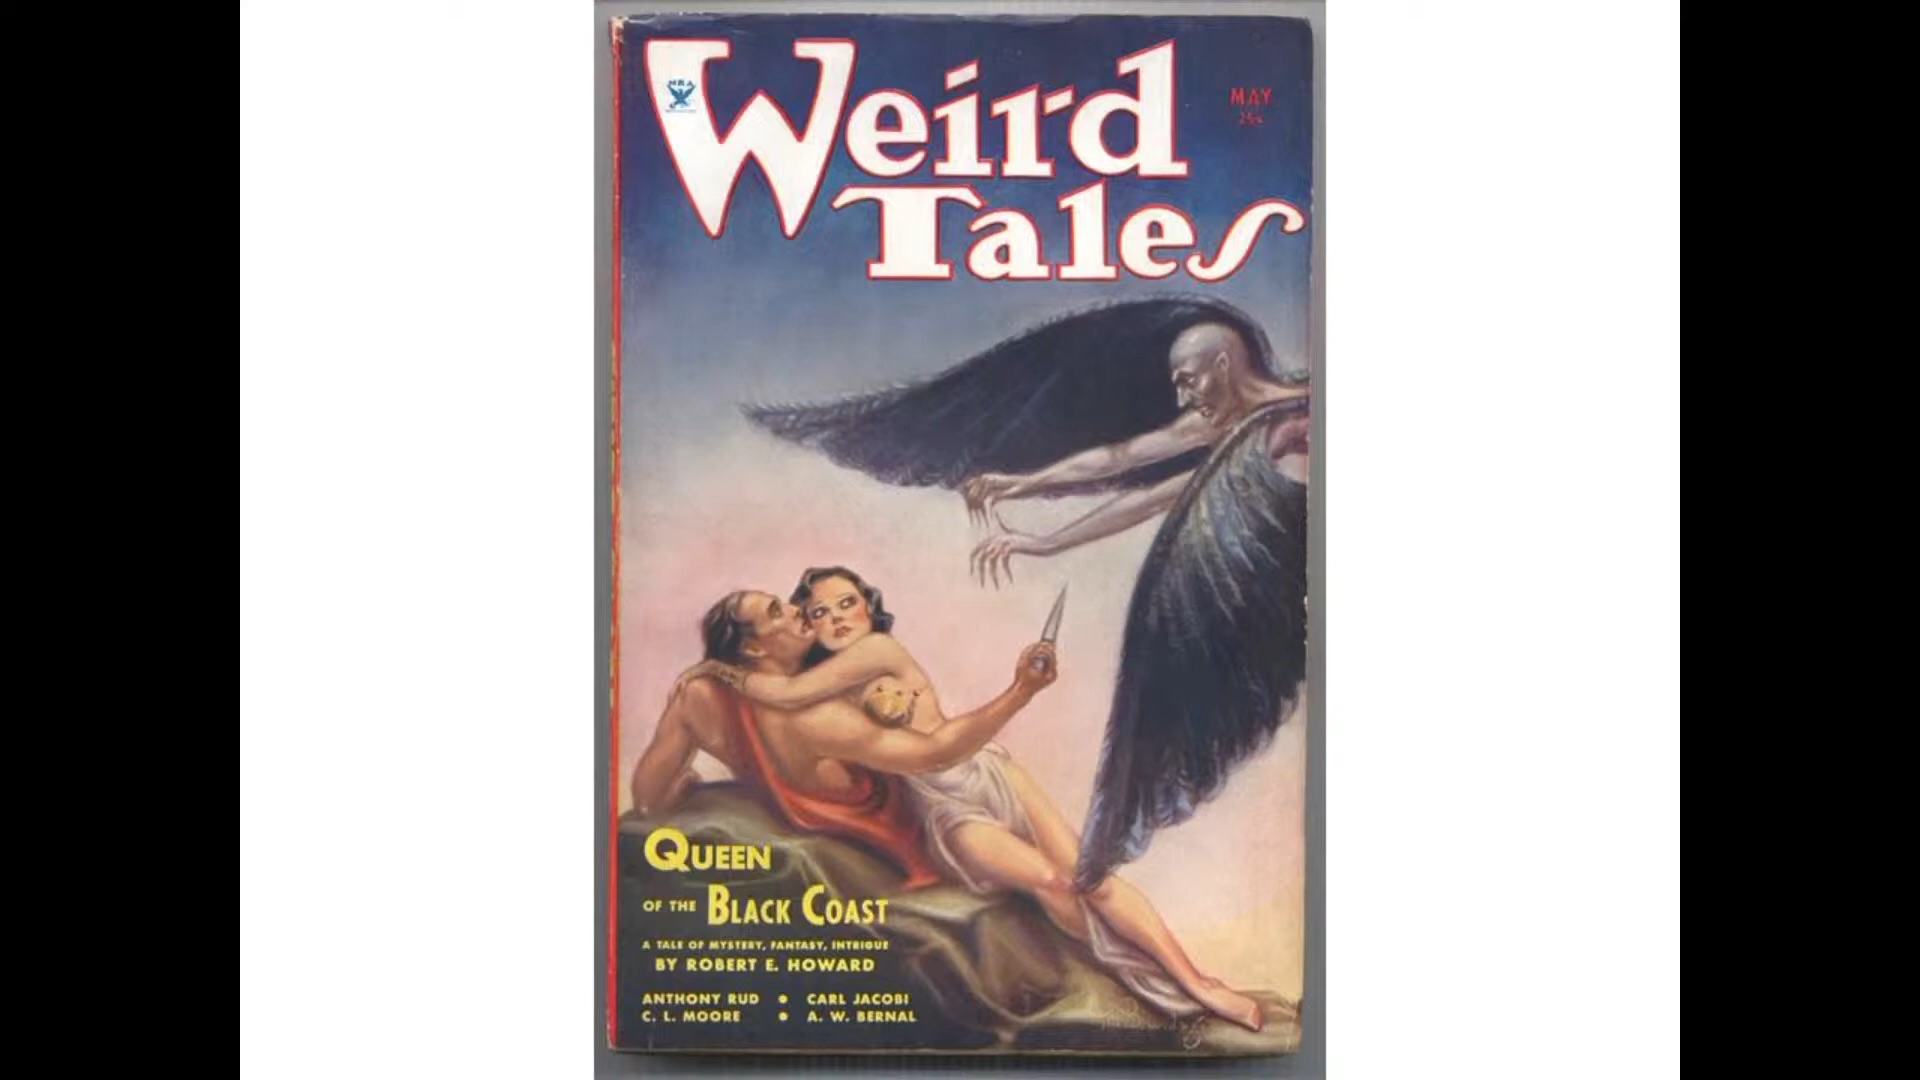 Weird
Tales
NRA
MAY
25¢
QUEEN
OF THE BLACK COAST
A TALE OF MYSTERY, FANTASY, INTRIGUE
BY ROBERT E. HOWARD
ANTHONY RUD • CARL JACOBI
C. L. MOORE • A. W. BERNAL